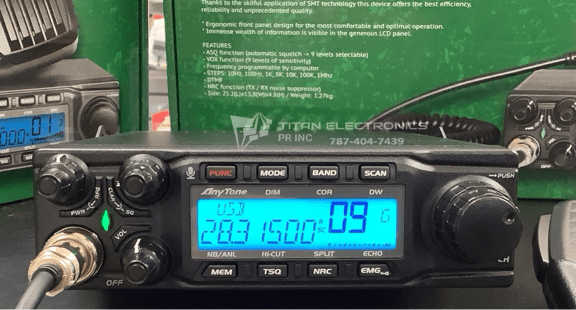 Thanks to the skilful application of SMT technology this device offers the best efficiency,
reliability and unprecedented quality.
* Ergonomic front panel design for the most comfortable and optimal operation.
* Immense wealth of information is visible in the generous LCD panel.
FEATURES
- ASQ function (automatic squelch → 9 levels selectable)
- VOX function (9 levels of sensitivity)
- Frequency programmable by computer
- STEPS: 10Hz, 100Hz, 1K, 5K, 10K, 100K, 1Mhz
- DTMF
- NRC function (TX / RX noise suppressor)
TITAN ELECTRONICS
PR INC 787-404-7439
FUNC MODE BAND SCAN
PUSH
AnyTone DIM COR DW
USB
28.31500 09 G
PWR SQ
VOL
OFF
NB/ANL HI-CUT SPLIT ECHO
CH
MEM TSQ NRC EMG